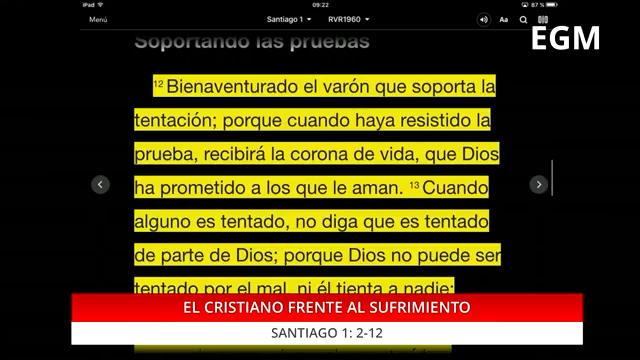 iPad
09:22
87 %
Menú
Santiago 1
RVR1960
Aa
EGM
Soportando las pruebas
12 Bienaventurado el varón que soporta la
tentación; porque cuando haya resistido la
prueba, recibirá la corona de vida, que Dios
ha prometido a los que le aman. 13 Cuando
alguno es tentado, no diga que es tentado
de parte de Dios; porque Dios no puede ser
tentado por el mal, ni él tienta a nadie;
EL CRISTIANO FRENTE AL SUFRIMIENTO
SANTIAGO 1: 2-12